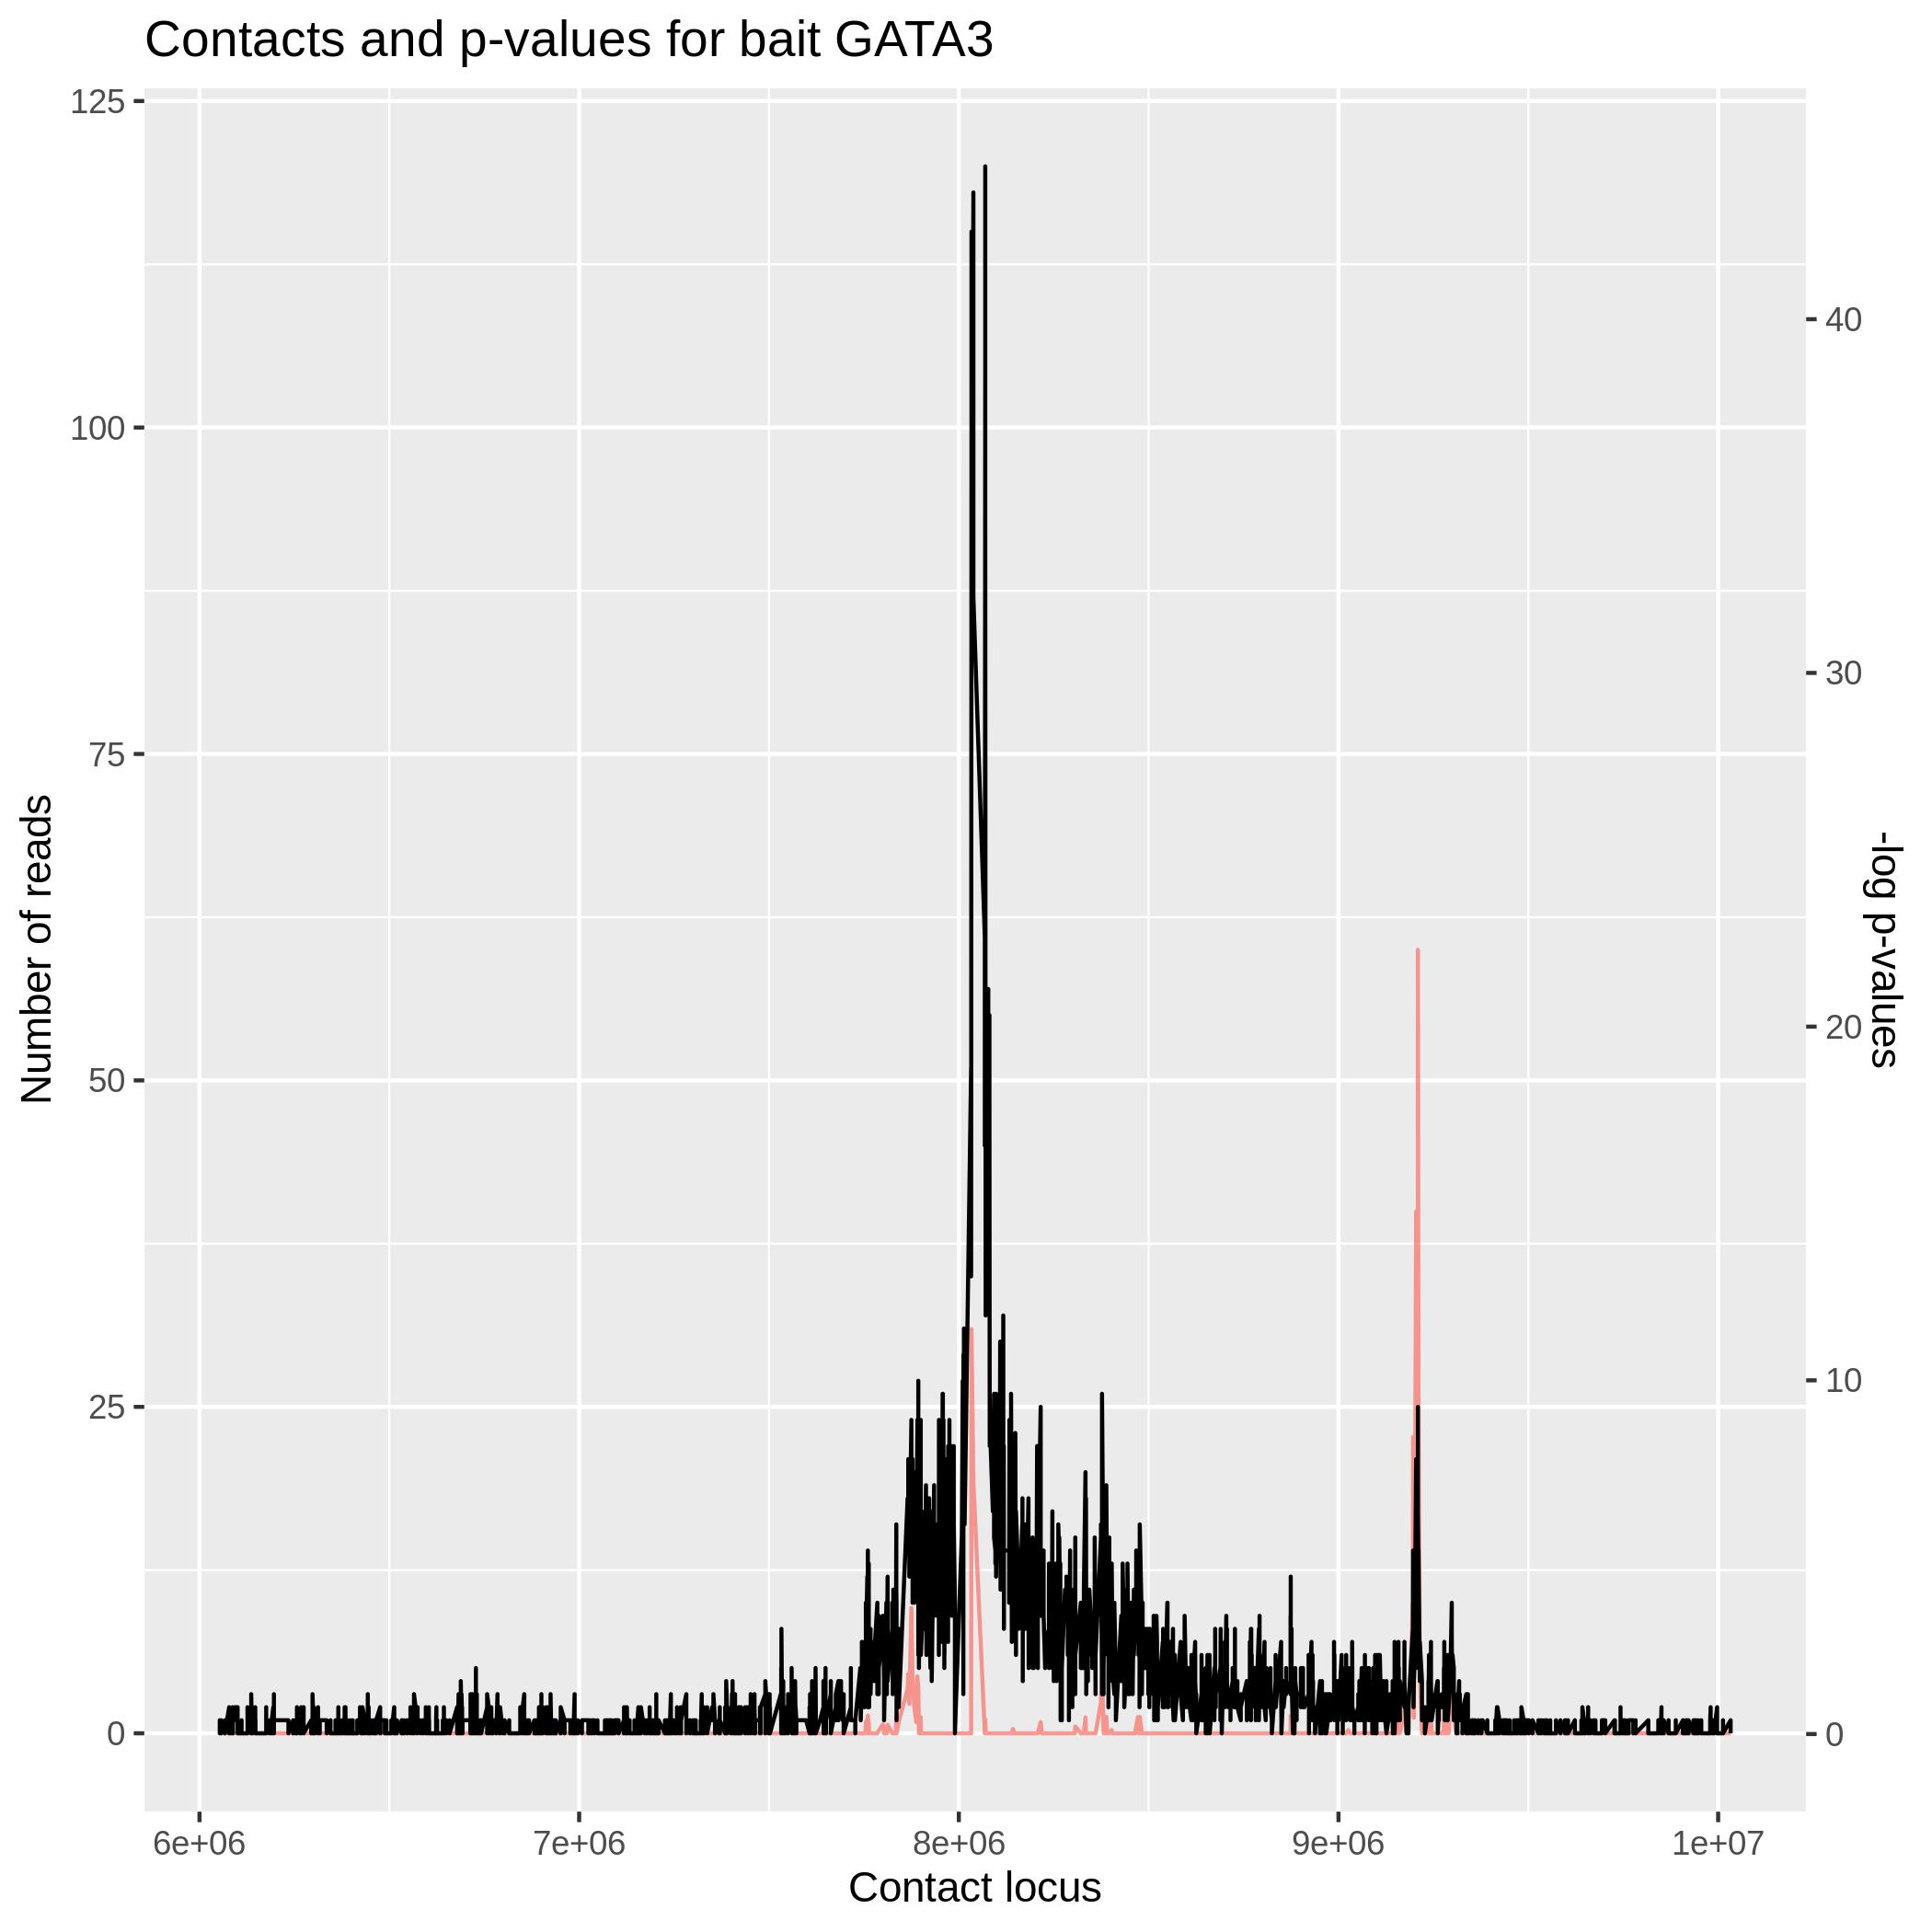 Contacts and p-values for bait GATA3
125
100
75
50
25
0
Number of reads
40
30
20
10
0
-log p-values
6e+06
7e+06
8e+06
9e+06
1e+07
Contact locus